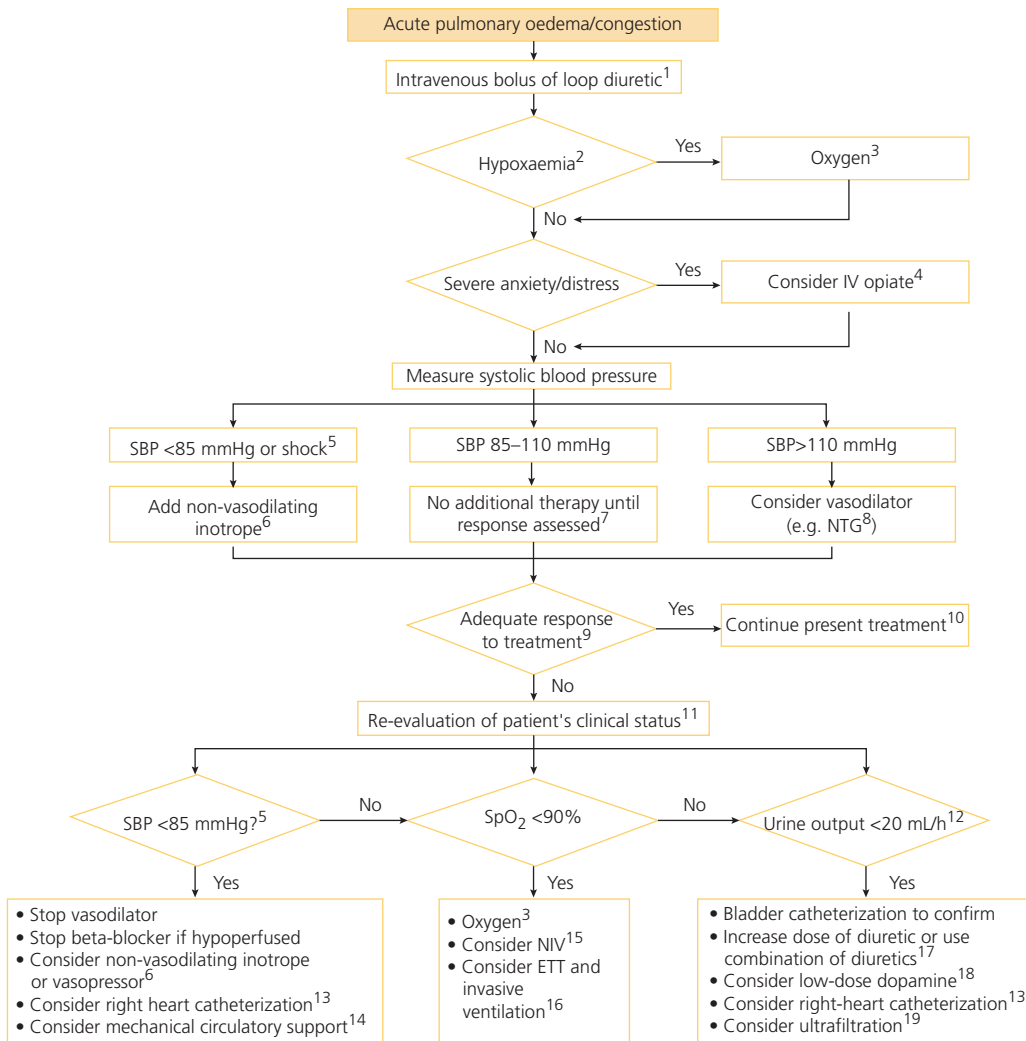 Acute pulmonary oedema/congestion
Intravenous bolus of loop diuretic1
Hypoxaemia2
Yes
Oxygen3
No
Severe anxiety/distress
Yes
Consider IV opiate4
No
Measure systolic blood pressure
SBP <85 mmHg or shock5
SBP 85–110 mmHg
SBP>110 mmHg
Add non-vasodilating
inotrope6
No additional therapy until
response assessed7
Consider vasodilator
(e.g. NTG8)
Adequate response
to treatment9
Yes
Continue present treatment10
No
Re-evaluation of patient's clinical status11
SBP <85 mmHg?5
No
SpO2 <90%
No
Urine output <20 mL/h12
Yes
Yes
Yes
• Stop vasodilator
• Stop beta-blocker if hypoperfused
• Consider non-vasodilating inotrope
or vasopressor6
• Consider right heart catheterization13
• Consider mechanical circulatory support14
• Oxygen3
• Consider NIV15
• Consider ETT and
invasive
ventilation16
• Bladder catheterization to confirm
• Increase dose of diuretic or use
combination of diuretics17
• Consider low-dose dopamine18
• Consider right-heart catheterization13
• Consider ultrafiltration19